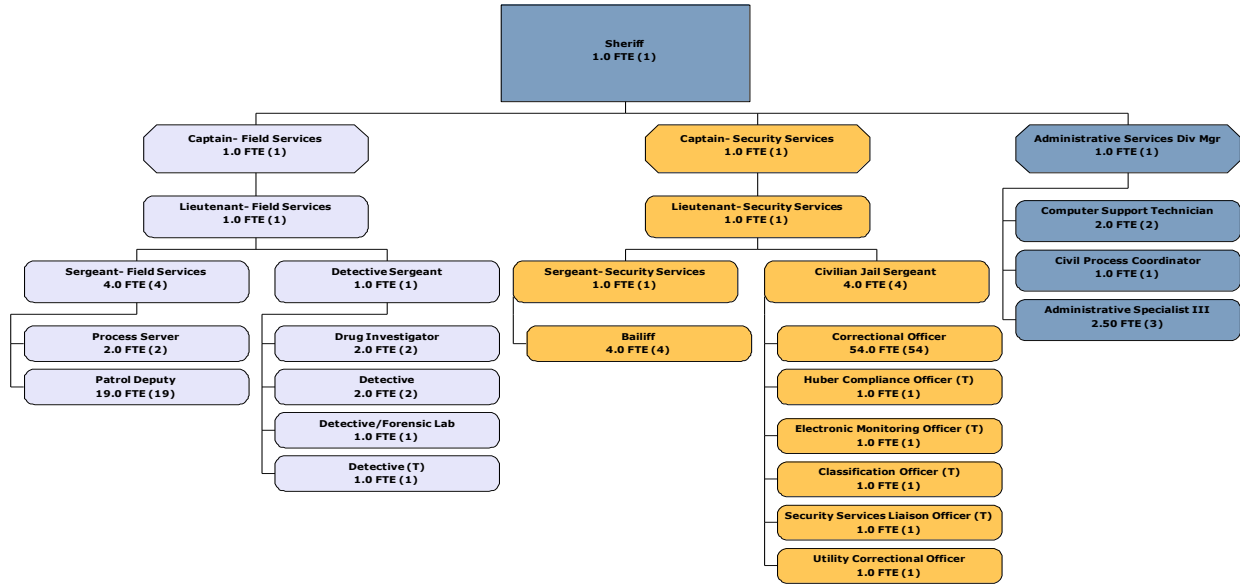 Sheriff
1.0 FTE (1)
Captain- Field Services
1.0 FTE (1)
Captain- Security Services
1.0 FTE (1)
Administrative Services Div Mgr
1.0 FTE (1)
Lieutenant- Field Services
1.0 FTE (1)
Lieutenant- Security Services
1.0 FTE (1)
Computer Support Technician
2.0 FTE (2)
Civil Process Coordinator
1.0 FTE (1)
Administrative Specialist III
2.50 FTE (3)
Sergeant- Field Services
4.0 FTE (4)
Detective Sergeant
1.0 FTE (1)
Sergeant- Security Services
1.0 FTE (1)
Civilian Jail Sergeant
4.0 FTE (4)
Process Server
2.0 FTE (2)
Patrol Deputy
19.0 FTE (19)
Drug Investigator
2.0 FTE (2)
Detective
2.0 FTE (2)
Detective/Forensic Lab
1.0 FTE (1)
Detective (T)
1.0 FTE (1)
Bailiff
4.0 FTE (4)
Correctional Officer
54.0 FTE (54)
Huber Compliance Officer (T)
1.0 FTE (1)
Electronic Monitoring Officer (T)
1.0 FTE (1)
Classification Officer (T)
1.0 FTE (1)
Security Services Liaison Officer (T)
1.0 FTE (1)
Utility Correctional Officer
1.0 FTE (1)